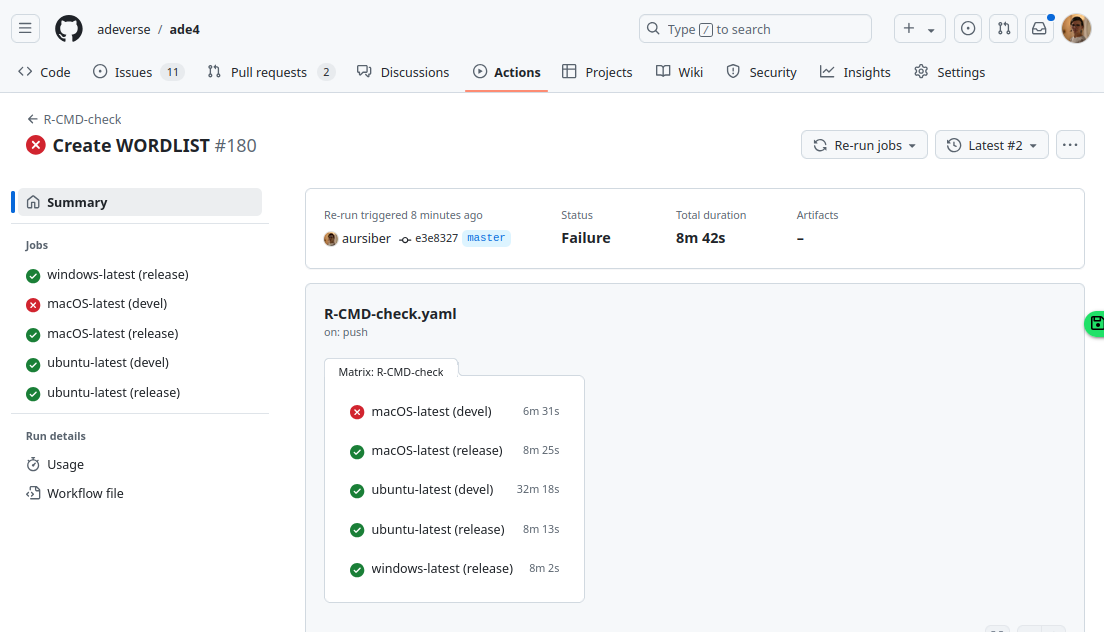 adeverse / ade4
Type / to search
Code
Issues 11
Pull requests 2
Discussions
Actions
Projects
Wiki
Security
Insights
Settings
R-CMD-check
Create WORDLIST #180
Re-run jobs
Latest #2
Summary
Jobs
windows-latest (release)
macOS-latest (devel)
macOS-latest (release)
ubuntu-latest (devel)
ubuntu-latest (release)
Run details
Usage
Workflow file
Re-run triggered 8 minutes ago
aursiber e3e8327 master
Status
Failure
Total duration
8m 42s
Artifacts
–
R-CMD-check.yaml
on: push
Matrix: R-CMD-check
macOS-latest (devel) 6m 31s
macOS-latest (release) 8m 25s
ubuntu-latest (devel) 32m 18s
ubuntu-latest (release) 8m 13s
windows-latest (release) 8m 2s